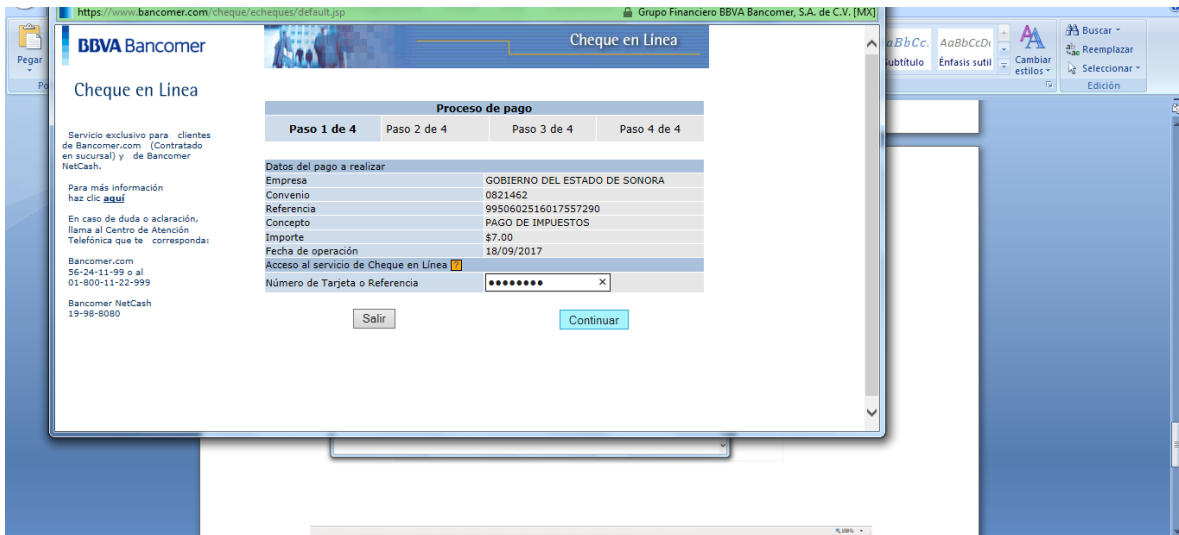 https://www.bancomer.com/cheque/echeques/default.jsp
Grupo Financiero BBVA Bancomer, S.A. de C.V. [MX]
BBVA Bancomer
Cheque en Línea
Cheque en Línea
Servicio exclusivo para clientes
de Bancomer.com (Contratado
en sucursal) y de Bancomer
NetCash.
Para más información
haz clic aquí
En caso de duda o aclaración,
llama al Centro de Atención
Telefónica que te corresponda:
Bancomer.com
56-24-11-99 o al
01-800-11-22-999
Bancomer NetCash
19-98-8080
Proceso de pago
Paso 1 de 4 Paso 2 de 4 Paso 3 de 4 Paso 4 de 4
Datos del pago a realizar
Empresa GOBIERNO DEL ESTADO DE SONORA
Convenio 0821462
Referencia 9950602516017557290
Concepto PAGO DE IMPUESTOS
Importe $7.00
Fecha de operación 18/09/2017
Acceso al servicio de Cheque en Línea ?
Número de Tarjeta o Referencia ●●●●●●●● ×
Salir Continuar
Pegar
Po
aBbCc. AaBbCcDı
ubtítulo Énfasis sutil
Cambiar
estilos
Buscar
Reemplazar
Seleccionar
Edición
100%